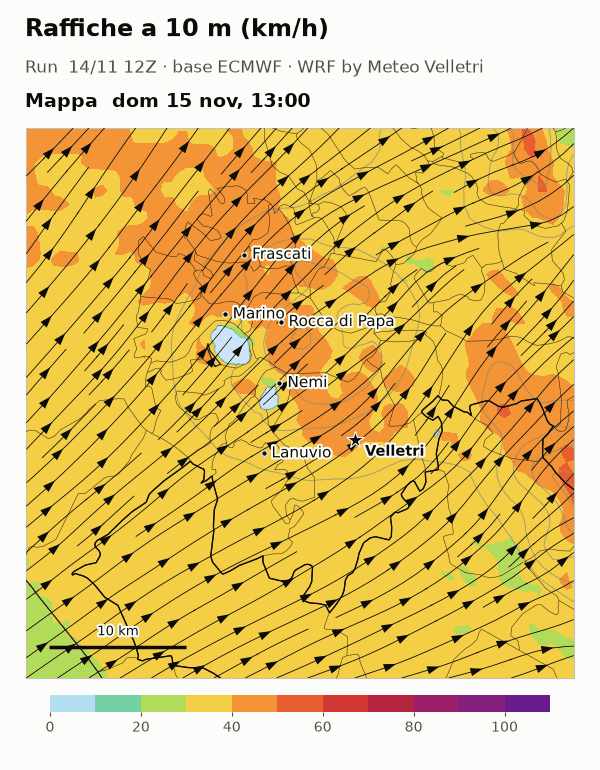 Raffiche a 10 m (km/h)
Run  14/11 12Z · base ECMWF · WRF by Meteo Velletri
Mappa  dom 15 nov, 13:00
Frascati
Marino
Rocca di Papa
Nemi
Velletri
Lanuvio
10 km
0 20 40 60 80 100